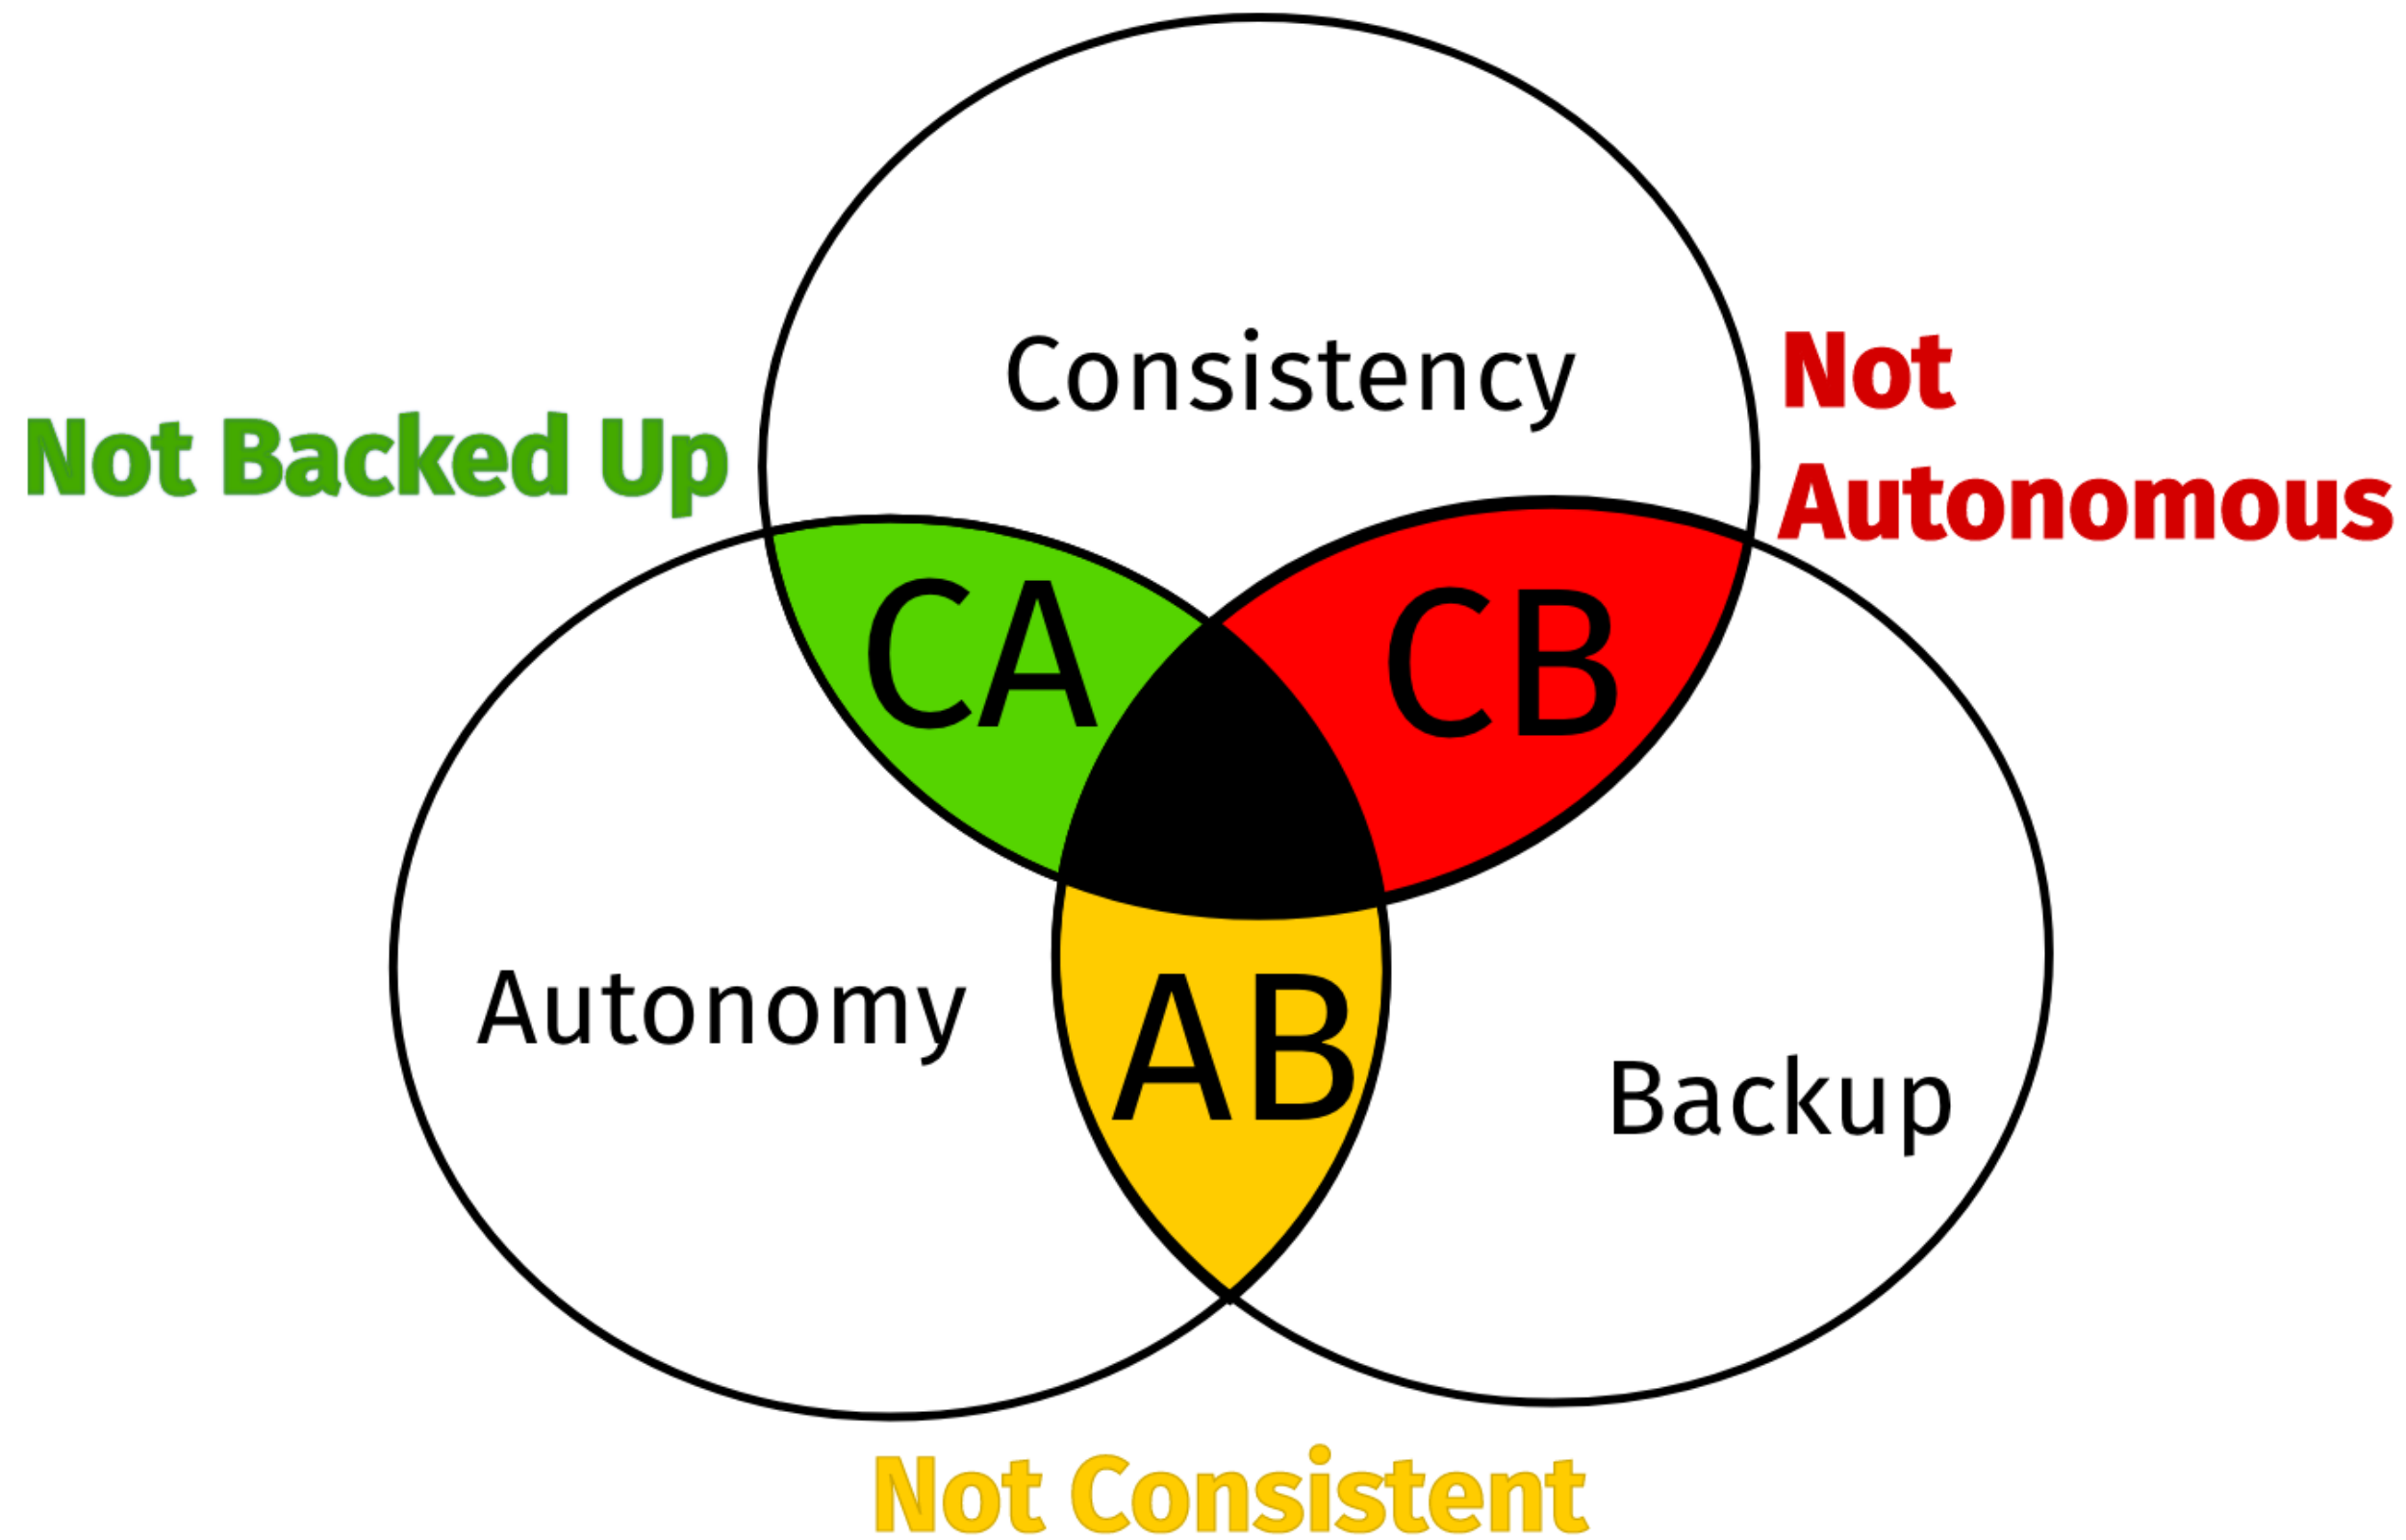 Consistency
Not
Autonomous
Not Backed Up
CA
CB
Autonomy
AB
Backup
Not Consistent